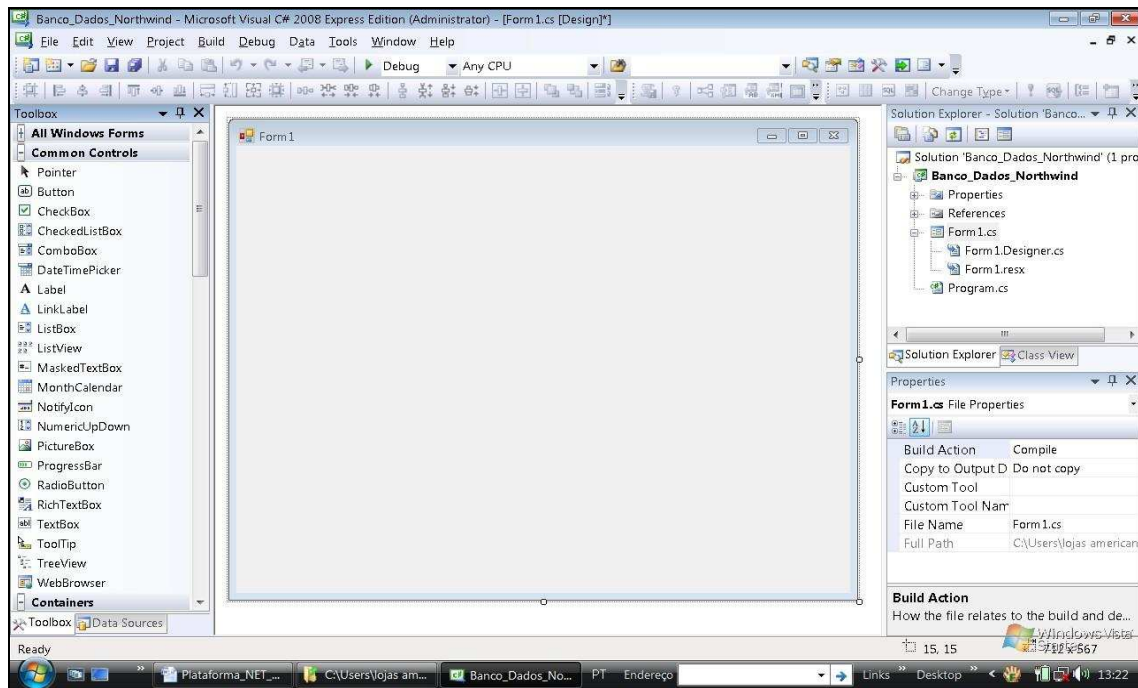 Banco_Dados_Northwind - Microsoft Visual C# 2008 Express Edition (Administrator) - [Form1.cs [Design]*]
File Edit View Project Build Debug Data Tools Window Help
Debug Any CPU
Change Type
Toolbox
All Windows Forms
Common Controls
Pointer
Button
CheckBox
CheckedListBox
ComboBox
DateTimePicker
Label
LinkLabel
ListBox
ListView
MaskedTextBox
MonthCalendar
NotifyIcon
NumericUpDown
PictureBox
ProgressBar
RadioButton
RichTextBox
TextBox
ToolTip
TreeView
WebBrowser
Containers
Toolbox Data Sources
Form1
Solution Explorer - Solution 'Banco...
Solution 'Banco_Dados_Northwind' (1 pro
Banco_Dados_Northwind
Properties
References
Form1.cs
Form1.Designer.cs
Form1.resx
Program.cs
Solution Explorer Class View
Properties
Form1.cs File Properties
Build Action Compile
Copy to Output D Do not copy
Custom Tool
Custom Tool Nam
File Name Form1.cs
Full Path C:\Users\lojas american
Build Action
How the file relates to the build and de...
Windows Vista
Ready 15, 15
Plataforma_NET_... C:\Users\lojas am... Banco_Dados_No... PT Endereço Links Desktop 13:22